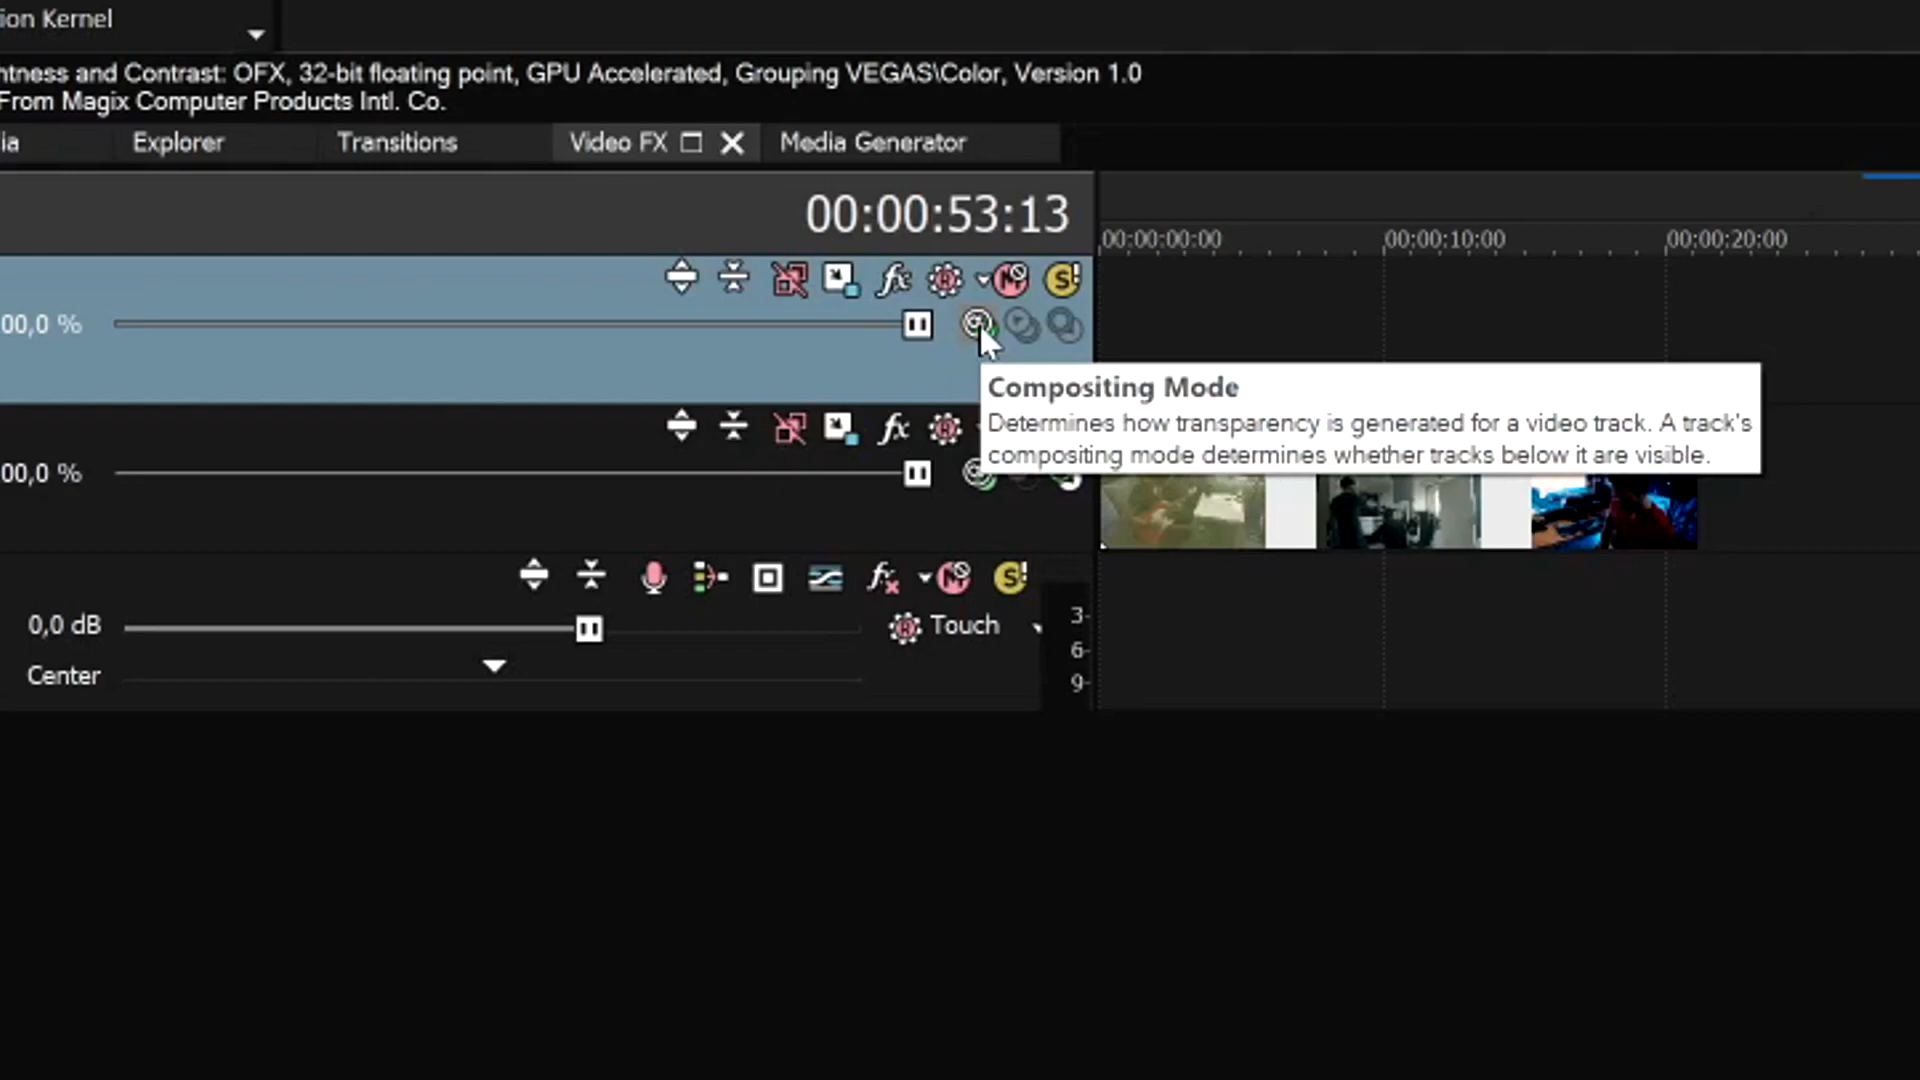 ion Kernel
ntness and Contrast: OFX, 32-bit floating point, GPU Accelerated, Grouping VEGAS\Color, Version 1.0
From Magix Computer Products Intl. Co.
ia Explorer Transitions Video FX Media Generator
00:00:53:13
00:00:00:00 00:00:10:00 00:00:20:00
00,0 %
Compositing Mode
Determines how transparency is generated for a video track. A track's
compositing mode determines whether tracks below it are visible.
00,0 %
0,0 dB
Touch
Center
3-
6-
9-